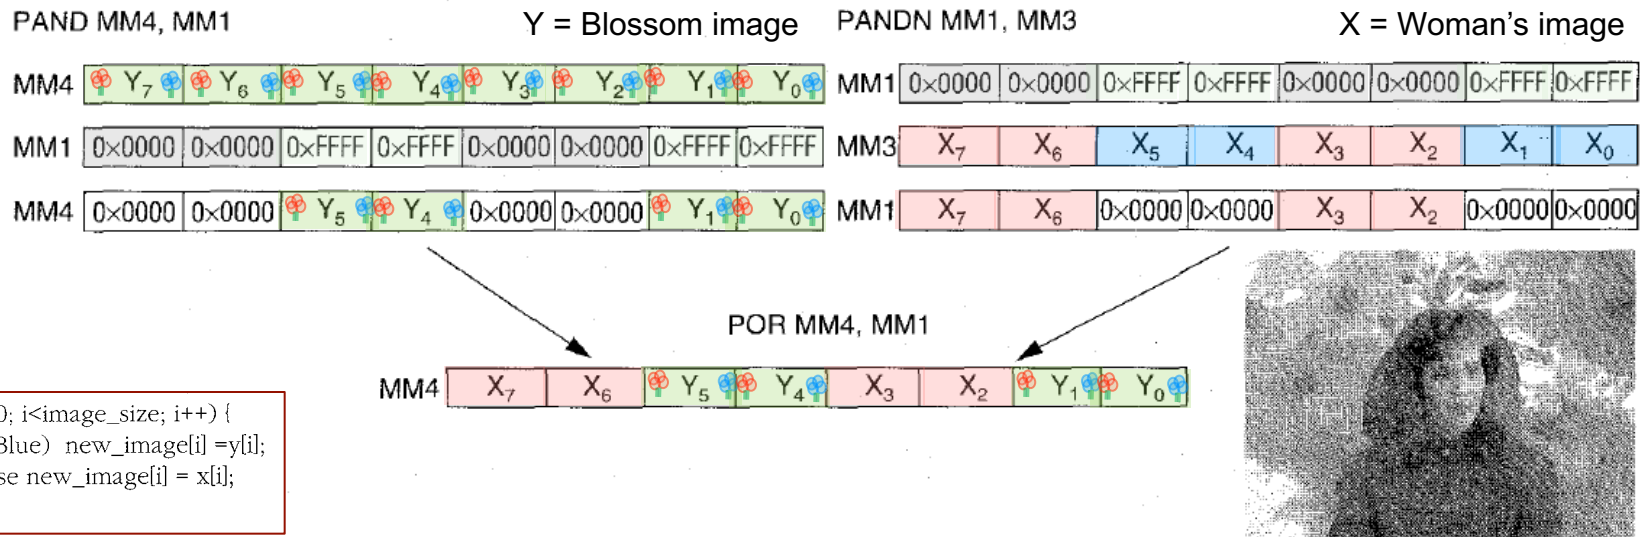 PAND MM4, MM1
Y = Blossom image
MM4 Y7 Y6 Y5 Y4 Y3 Y2 Y1 Y0
MM1 0x0000 0x0000 0xFFFF 0xFFFF 0x0000 0x0000 0xFFFF 0xFFFF
MM4 0x0000 0x0000 Y5 Y4 0x0000 0x0000 Y1 Y0
PANDN MM1, MM3
X = Woman's image
MM1 0x0000 0x0000 0xFFFF 0xFFFF 0x0000 0x0000 0xFFFF 0xFFFF
MM3 X7 X6 X5 X4 X3 X2 X1 X0
MM1 X7 X6 0x0000 0x0000 X3 X2 0x0000 0x0000
POR MM4, MM1
MM4 X7 X6 Y5 Y4 X3 X2 Y1 Y0
; i<image_size; i++) {
Blue) new_image[i] =y[i];
se new_image[i] = x[i];